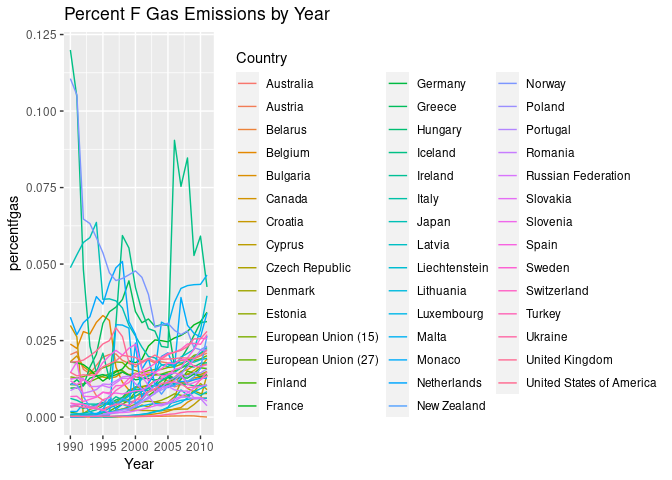 Percent F Gas Emissions by Year
0.125
0.100
0.075
0.050
0.025
0.000
percentfgas
1990 1995 2000 2005 2010
Year
Country
Australia
Austria
Belarus
Belgium
Bulgaria
Canada
Croatia
Cyprus
Czech Republic
Denmark
Estonia
European Union (15)
European Union (27)
Finland
France
Germany
Greece
Hungary
Iceland
Ireland
Italy
Japan
Latvia
Liechtenstein
Lithuania
Luxembourg
Malta
Monaco
Netherlands
New Zealand
Norway
Poland
Portugal
Romania
Russian Federation
Slovakia
Slovenia
Spain
Sweden
Switzerland
Turkey
Ukraine
United Kingdom
United States of America